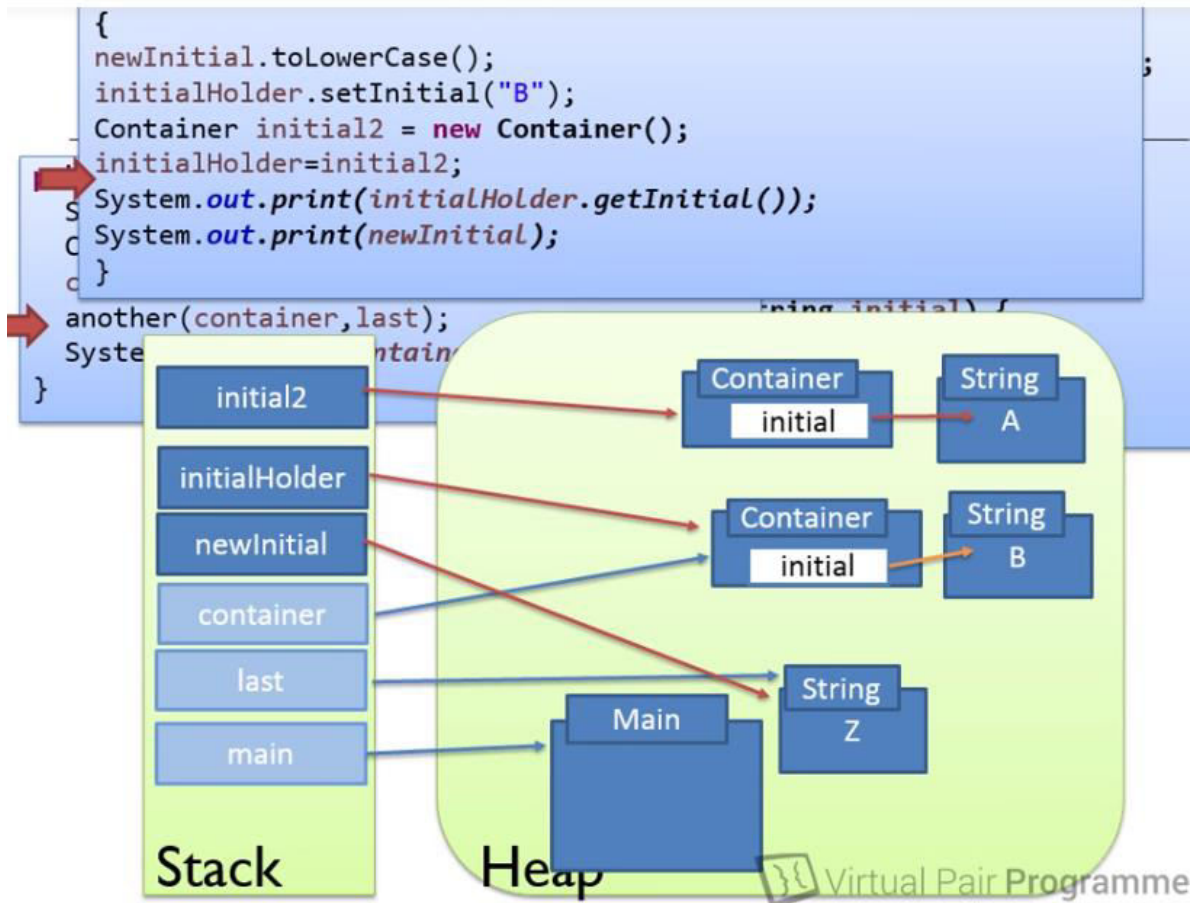 {
newInitial.toLowerCase();
initialHolder.setInitial("B");
Container initial2 = new Container();
initialHolder=initial2;
System.out.print(initialHolder.getInitial());
System.out.print(newInitial);
}
;
S
C
c
another(container,last);
Syste
}
initial) {
initial2
initialHolder
newInitial
container
last
main
Stack
Container
initial
String
A
Container
initial
String
B
String
Z
Main
Heap
Virtual Pair Programme